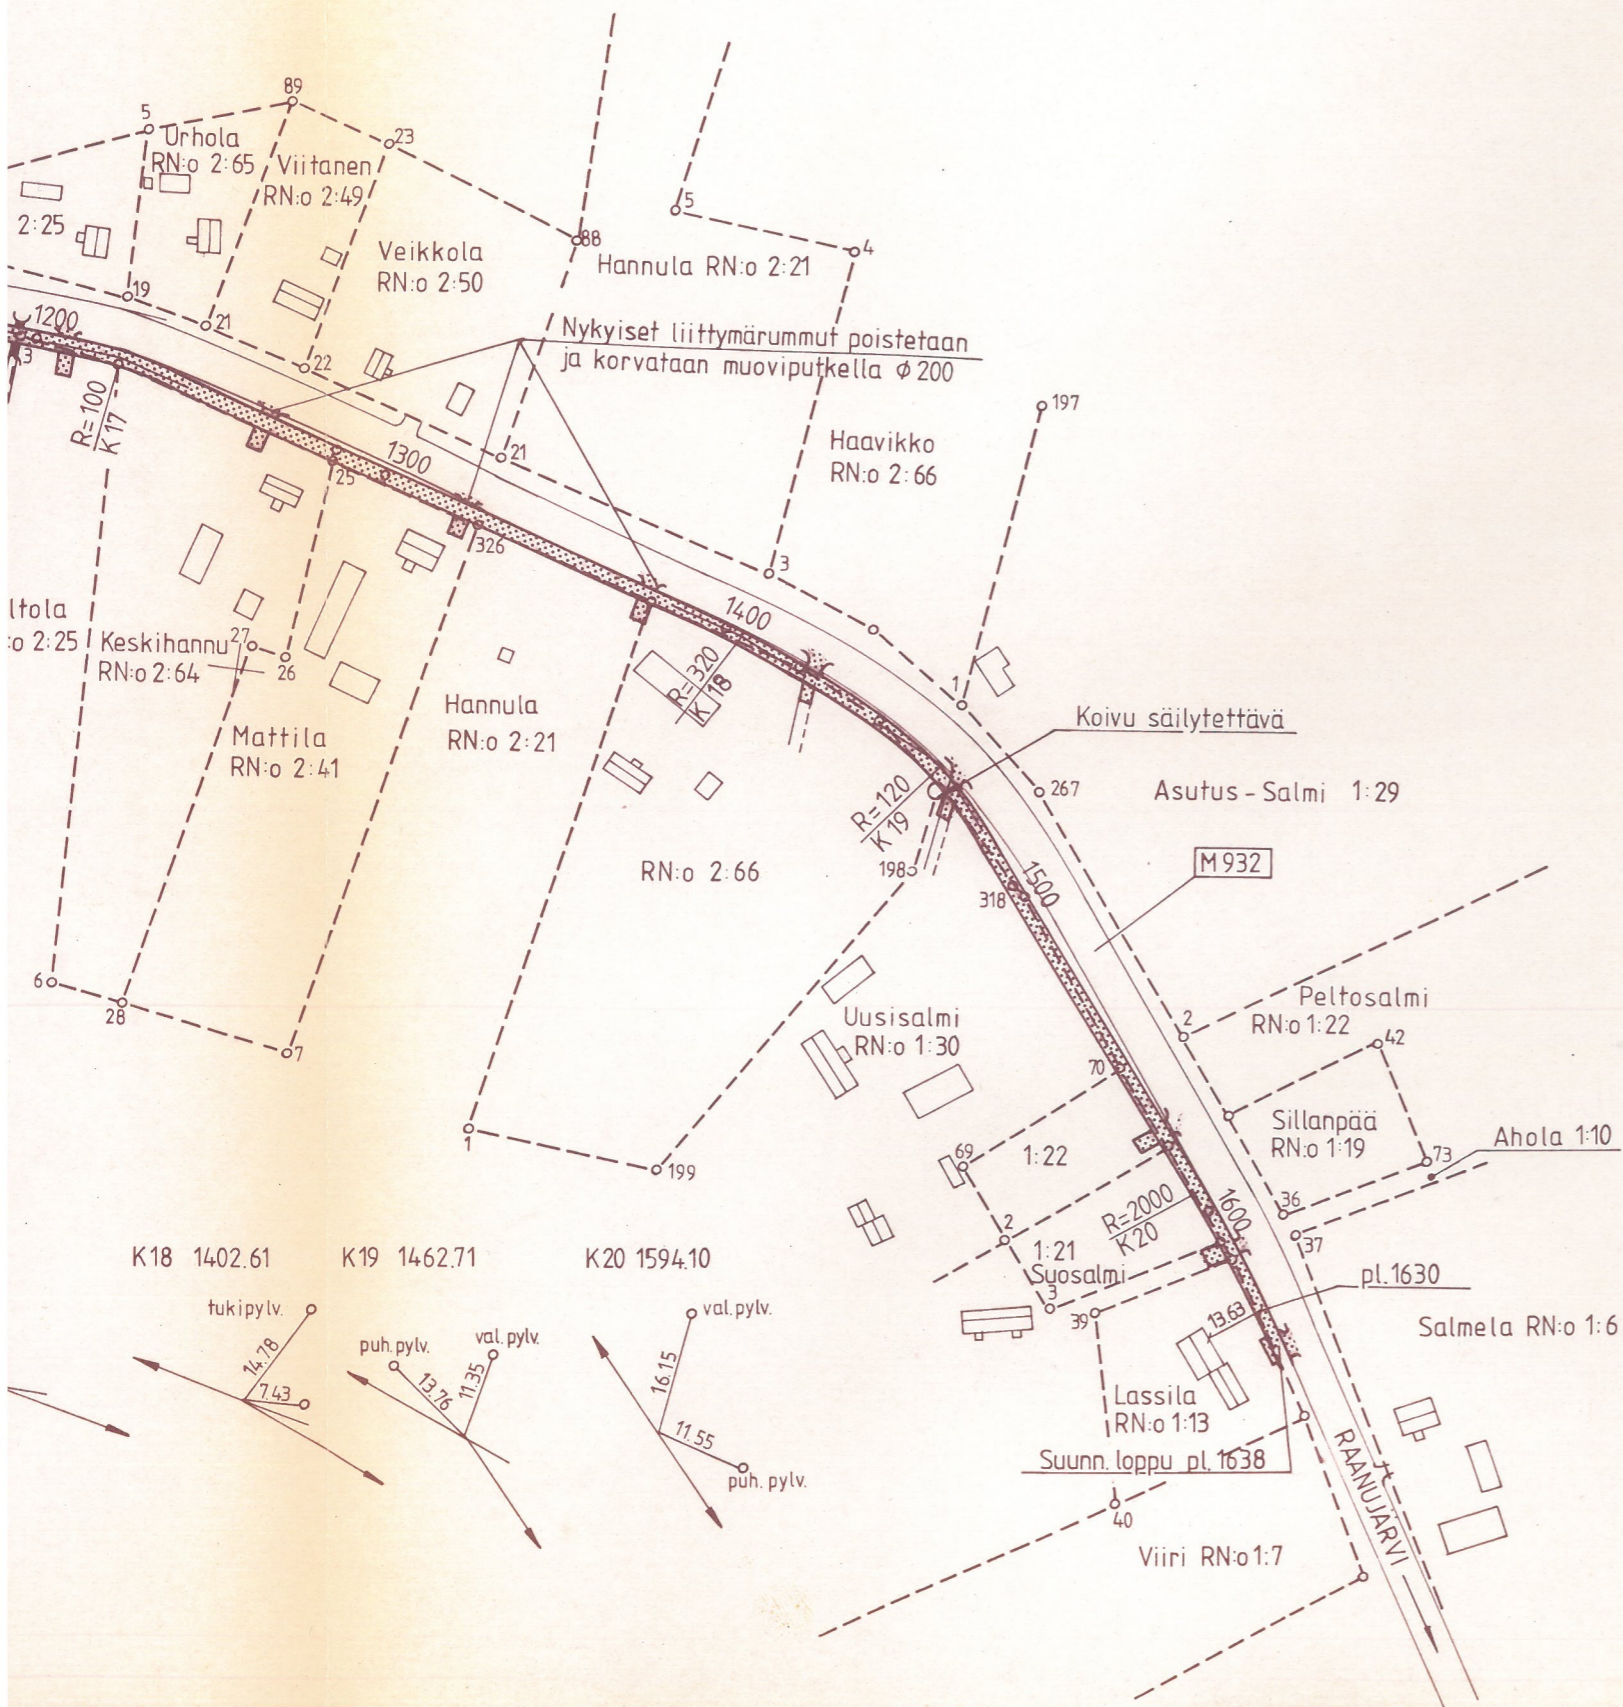 89
5
Urhola
RN:o 2:65
23
Viitanen
RN:o 2:49
2:25
5
88
4
Veikkola
RN:o 2:50
Hannula RN:o 2:21
19
21
1200
3
22
Nykyiset liittymärummut poistetaan
ja korvataan muoviputkella ϕ 200
R=100
K 17
197
1300
25
21
Haavikko
RN:o 2:66
326
3
ltola
:o 2:25
Keskihannu
RN:o 2:64
27
26
1400
R=320
K 18
Hannula
RN:o 2:21
Mattila
RN:o 2:41
1
Koivu säilytettävä
267
Asutus-Salmi 1:29
R=120
K 19
198
RN:o 2:66
M 932
1500
318
6
28
7
Uusisalmi
RN:o 1:30
Peltosalmi
RN:o 1:22
2
42
70
1
199
69
1:22
Sillanpää
RN:o 1:19
73
Ahola 1:10
36
37
2
R=2000
K 20
1600
1:21
Suosalmi
3
39
pl.1630
13.63
Salmela RN:o 1:6
K18 1402.61
K19 1462.71
K20 1594.10
tukipylv.
14.78
7.43
puh.pylv.
val.pylv.
13.76
11.35
val.pylv.
16.15
11.55
puh.pylv.
Lassila
RN:o 1:13
Suunn. loppu pl. 1638
40
RAANUJÄRVI
Viiri RN:o 1:7